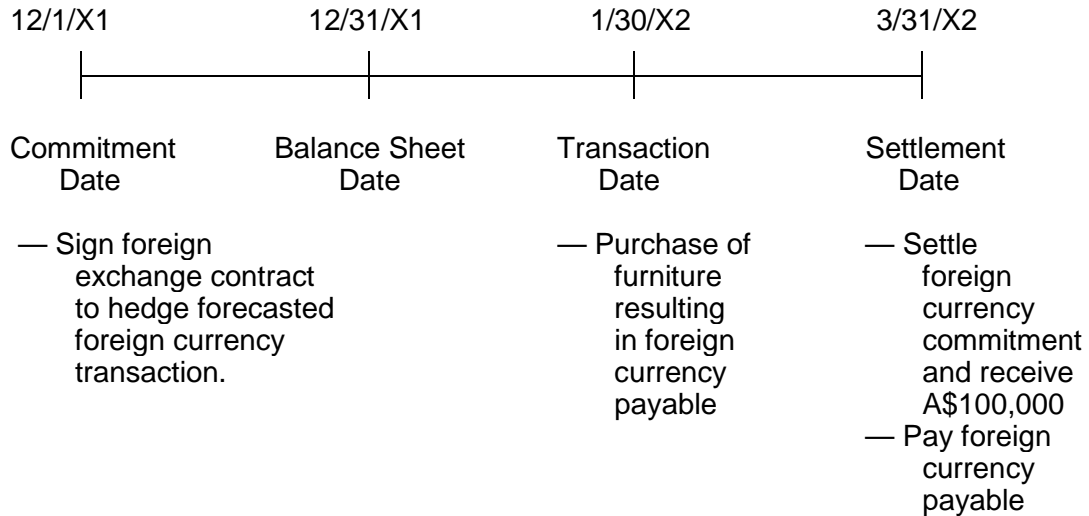 12/1/X1 12/31/X1 1/30/X2 3/31/X2
Commitment Date
Balance Sheet Date
Transaction Date
Settlement Date
— Sign foreign
exchange contract
to hedge forecasted
foreign currency
transaction.
— Purchase of
furniture
resulting
in foreign
currency
payable
— Settle
foreign
currency
commitment
and receive
A$100,000
— Pay foreign
currency
payable